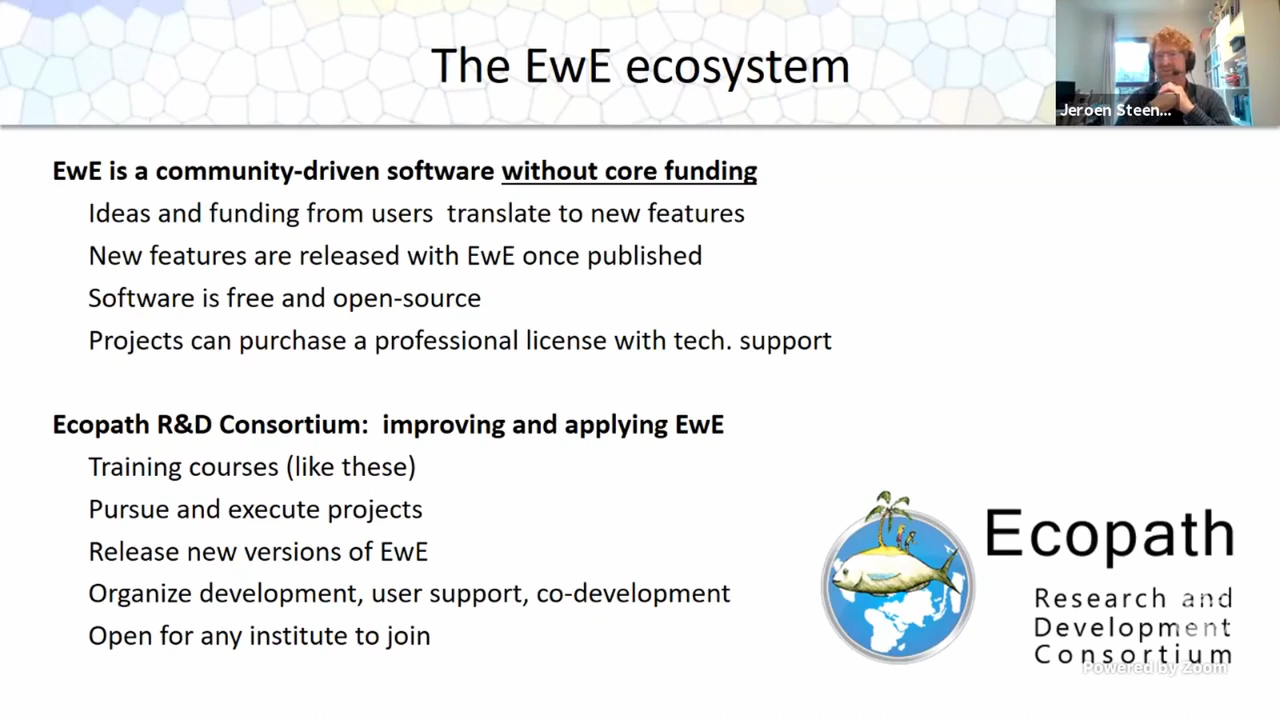 The EwE ecosystem
Jeroen Steen...
EwE is a community-driven software without core funding
Ideas and funding from users  translate to new features
New features are released with EwE once published
Software is free and open-source
Projects can purchase a professional license with tech. support
Ecopath R&D Consortium:  improving and applying EwE
Training courses (like these)
Pursue and execute projects
Release new versions of EwE
Organize development, user support, co-development
Open for any institute to join
Ecopath
Research and
Development
Consortium
Powered by Zoom